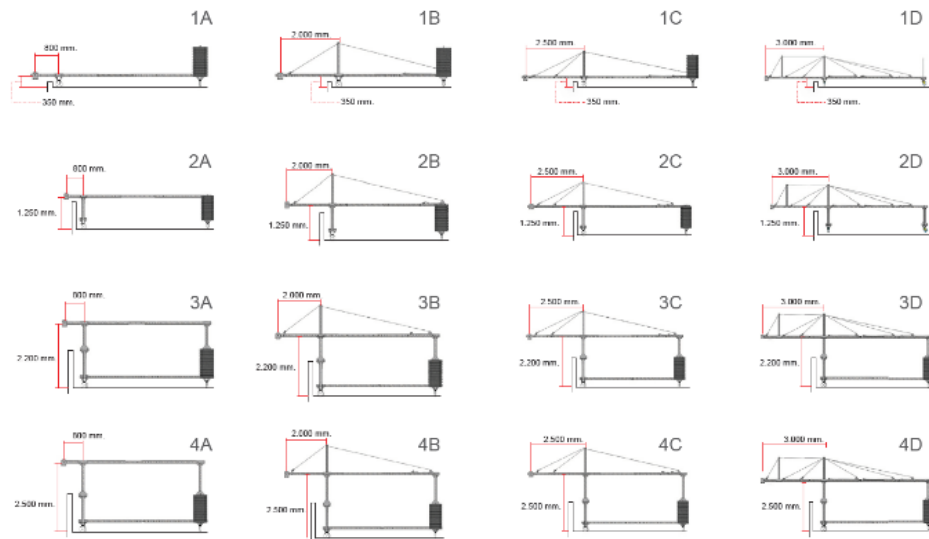 1A
1B
1C
1D
800 mm.
2.000 mm.
2.500 mm.
3.000 mm.
350 mm.
350 mm.
350 mm.
350 mm.
2A
2B
2C
2D
800 mm.
2.000 mm.
2.500 mm.
3.000 mm.
1.250 mm.
1.250 mm.
1.250 mm.
1.250 mm.
3A
3B
3C
3D
800 mm.
2.000 mm.
2.500 mm.
3.000 mm.
2.200 mm.
2.200 mm.
2.200 mm.
2.200 mm.
4A
4B
4C
4D
800 mm.
2.000 mm.
2.500 mm.
3.000 mm.
2.500 mm.
2.500 mm.
2.500 mm.
2.500 mm.